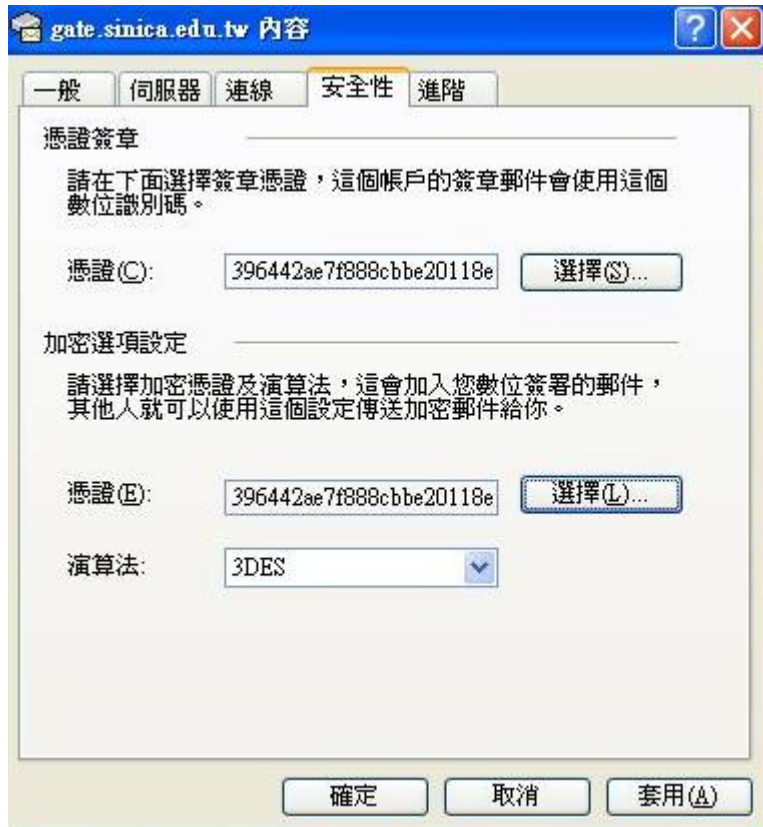 gate.sinica.edu.tw 內容
一般 伺服器 連線 安全性 進階
憑證簽章
請在下面選擇簽章憑證，這個帳戶的簽章郵件會使用這個
數位識別碼。
憑證(C): 396442ae7f888cbbe20118e 選擇(S)...
加密選項設定
請選擇加密憑證及演算法，這會加入您數位簽署的郵件，
其他人就可以使用這個設定傳送加密郵件給你。
憑證(E): 396442ae7f888cbbe20118e 選擇(L)...
演算法: 3DES
確定 取消 套用(A)